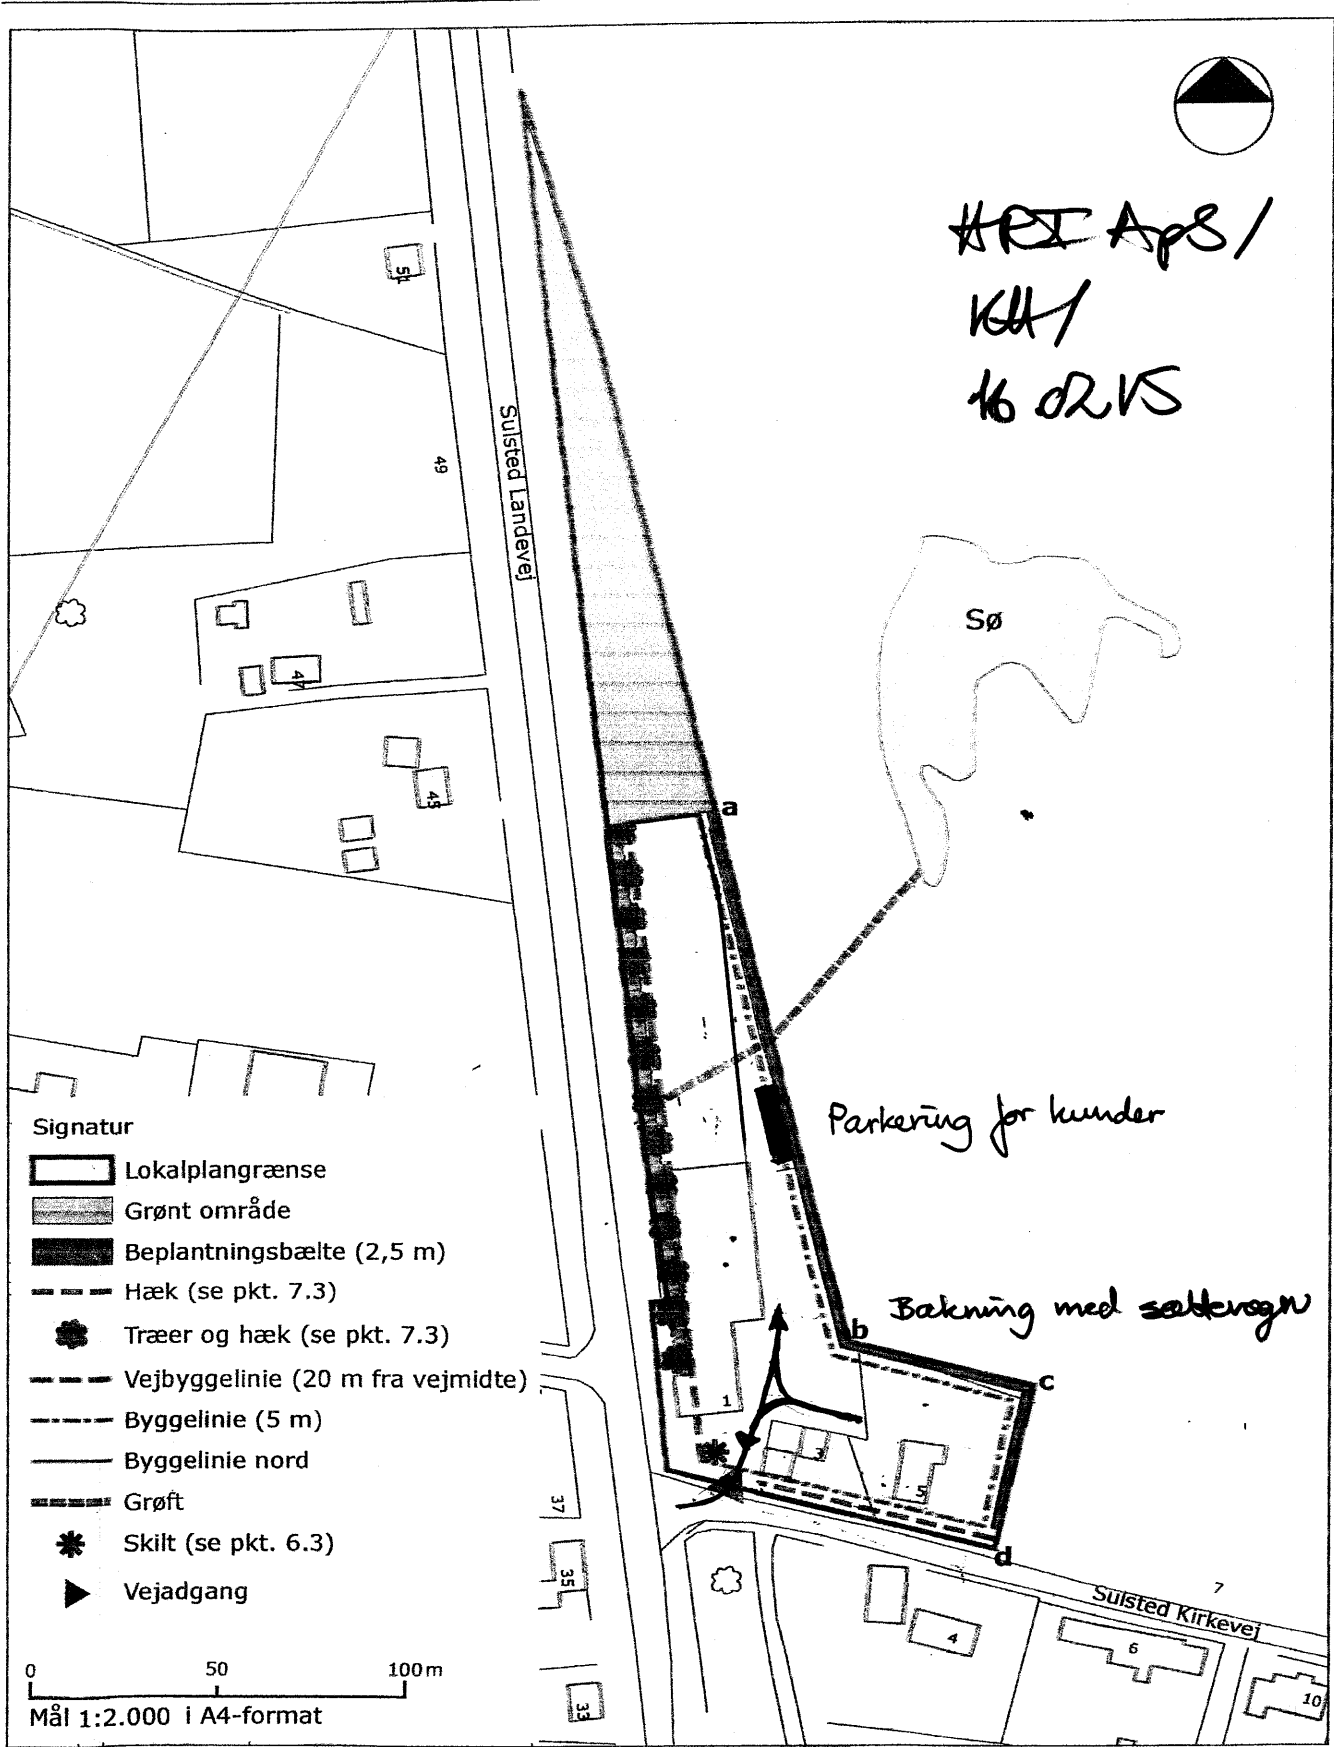 HRI ApS/
KH/
16 02 15
51
49
Sulsted Landevej
Sø
47
45
a
Parkering for kunder
Bakning med sættevogn
b
c
1
3
5
d
Signatur
Lokalplangrænse
Grønt område
Beplantningsbælte (2,5 m)
Hæk (se pkt. 7.3)
Træer og hæk (se pkt. 7.3)
Vejbyggelinie (20 m fra vejmidte)
Byggelinie (5 m)
Byggelinie nord
Grøft
Skilt (se pkt. 6.3)
Vejadgang
37
35
33
Sulsted Kirkevej
7
4
6
10
0 50 100 m
Mål 1:2.000 i A4-format